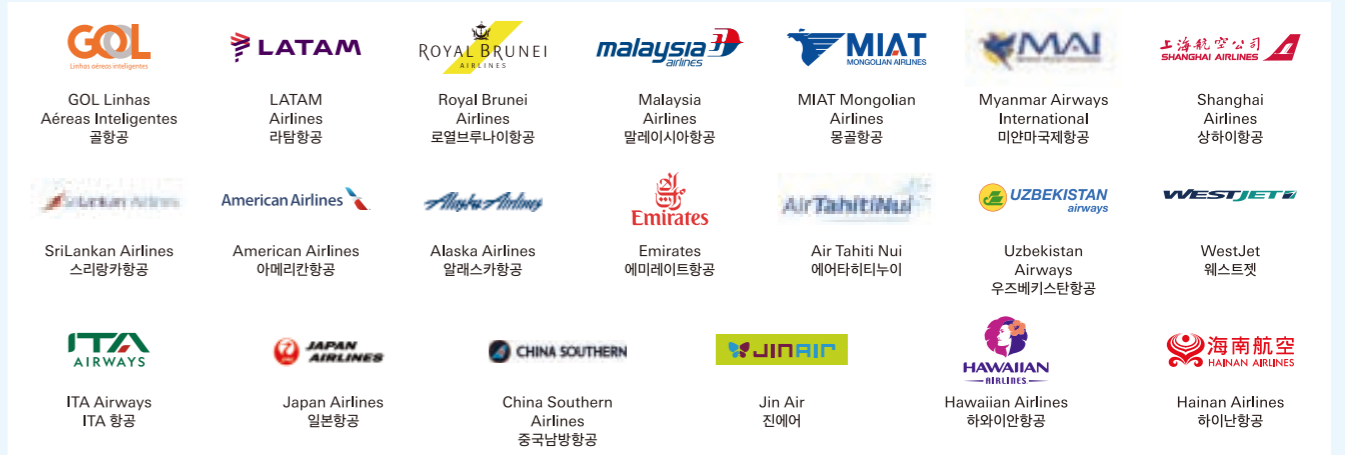 GOL
Linhas aéreas inteligentes
LATAM
ROYAL BRUNEI
AIRLINES
malaysia
airlines
MIAT
MONGOLIAN AIRLINES
MAI
上海航空公司
SHANGHAI AIRLINES
GOL Linhas
Aéreas Inteligentes
골항공
LATAM
Airlines
라탐항공
Royal Brunei
Airlines
로열브루나이항공
Malaysia
Airlines
말레이시아항공
MIAT Mongolian
Airlines
몽골항공
Myanmar Airways
International
미얀마국제항공
Shanghai
Airlines
상하이항공
SriLankan Airlines
American Airlines
Alaska Airlines
Emirates
Air Tahiti Nui
UZBEKISTAN
airways
WESTJET
SriLankan Airlines
스리랑카항공
American Airlines
아메리칸항공
Alaska Airlines
알래스카항공
Emirates
에미레이트항공
Air Tahiti Nui
에어타히티누이
Uzbekistan
Airways
우즈베키스탄항공
WestJet
웨스트젯
ITA
AIRWAYS
JAPAN
AIRLINES
CHINA SOUTHERN
JINAIR
HAWAIIAN
AIRLINES
海南航空
HAINAN AIRLINES
ITA Airways
ITA 항공
Japan Airlines
일본항공
China Southern
Airlines
중국남방항공
Jin Air
진에어
Hawaiian Airlines
하와이안항공
Hainan Airlines
하이난항공